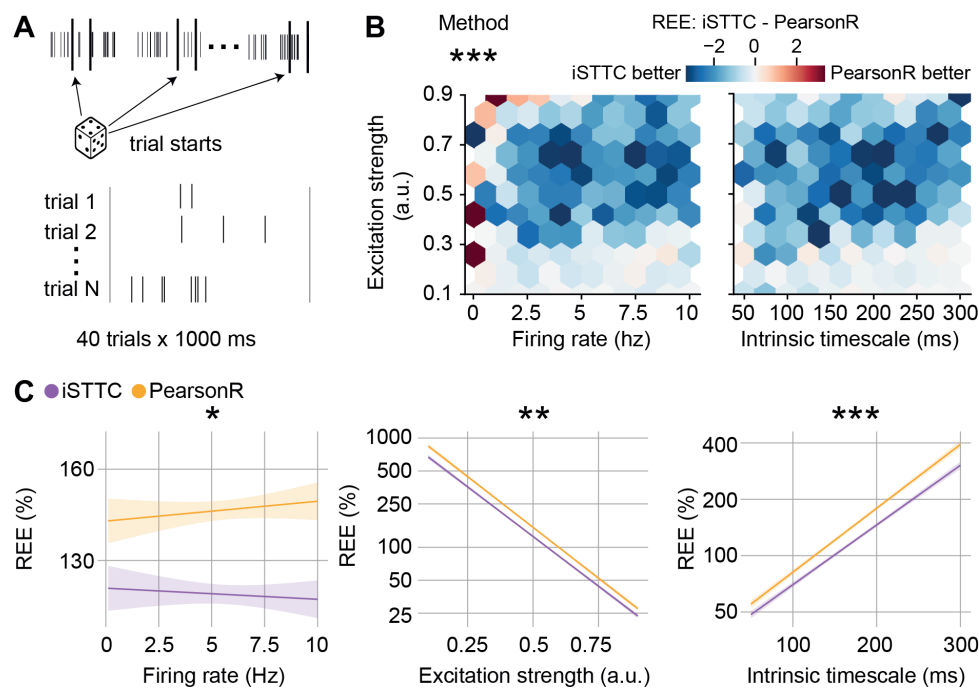 A
trial starts
trial 1
trial 2
trial N
40 trials x 1000 ms
B
Method
***
REE: iSTTC - PearsonR
−2 0 2
iSTTC better
PearsonR better
Excitation strength
(a.u.)
0.9
0.7
0.5
0.3
0.1
0 2.5 5 7.5 10
Firing rate (hz)
50 100 150 200 250 300
Intrinsic timescale (ms)
C
iSTTC
PearsonR
*
REE (%)
160
130
0 2.5 5 7.5 10
Firing rate (Hz)
**
REE (%)
1000
500
250
100
50
25
0.25 0.50 0.75
Excitation strength (a.u.)
***
REE (%)
400
200
100
50
100 200 300
Intrinsic timescale (ms)